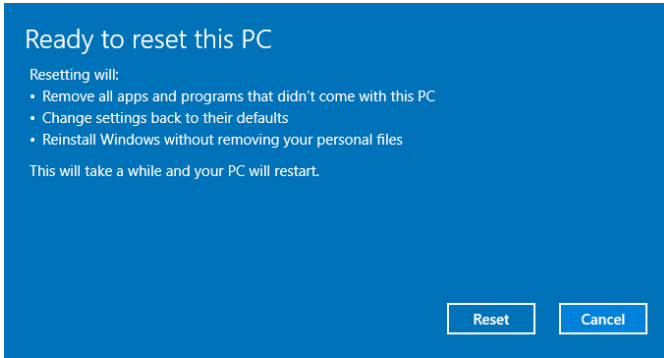 Ready to reset this PC
Resetting will:
• Remove all apps and programs that didn't come with this PC
• Change settings back to their defaults
• Reinstall Windows without removing your personal files
This will take a while and your PC will restart.
Reset
Cancel